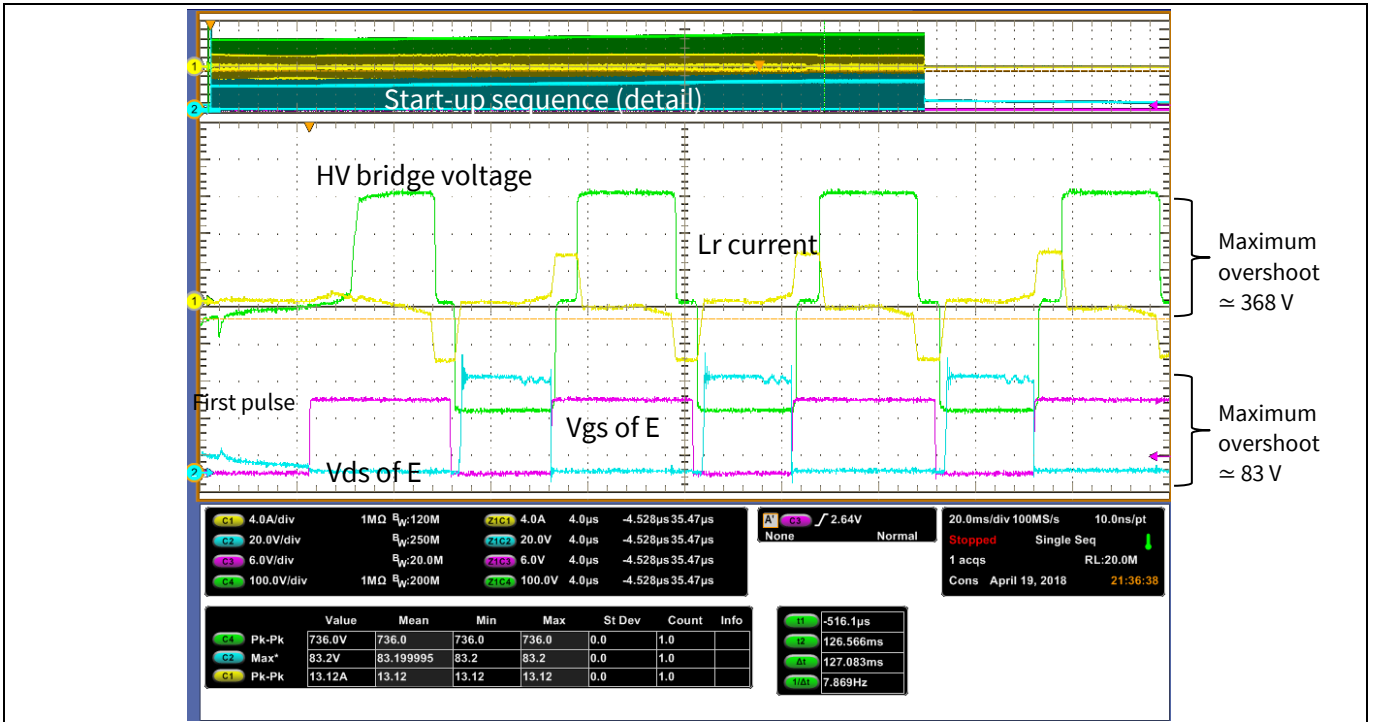 1
2
Start-up sequence (detail)
HV bridge voltage
Lr current
1
Maximum
overshoot
≃ 368 V
First pulse
Vgs of E
Vds of E
2
Maximum
overshoot
≃ 83 V
C1 4.0A/div 1MΩ BW:120M Z1C1 4.0A 4.0µs -4.528µs 35.47µs
C2 20.0V/div BW:250M Z1C2 20.0V 4.0µs -4.528µs 35.47µs
C3 6.0V/div BW:20.0M Z1C3 6.0V 4.0µs -4.528µs 35.47µs
C4 100.0V/div 1MΩ BW:200M Z1C4 100.0V 4.0µs -4.528µs 35.47µs
A' C3 2.64V
None Normal
20.0ms/div 100MS/s 10.0ns/pt
Stopped Single Seq
1 acqs RL:20.0M
Cons April 19, 2018 21:36:38
Value Mean Min Max St Dev Count Info
C4 Pk-Pk 736.0V 736.0 736.0 736.0 0.0 1.0
C2 Max* 83.2V 83.199995 83.2 83.2 0.0 1.0
C1 Pk-Pk 13.12A 13.12 13.12 13.12 0.0 1.0
t1 -516.1µs
t2 126.566ms
Δt 127.083ms
1/Δt 7.869Hz